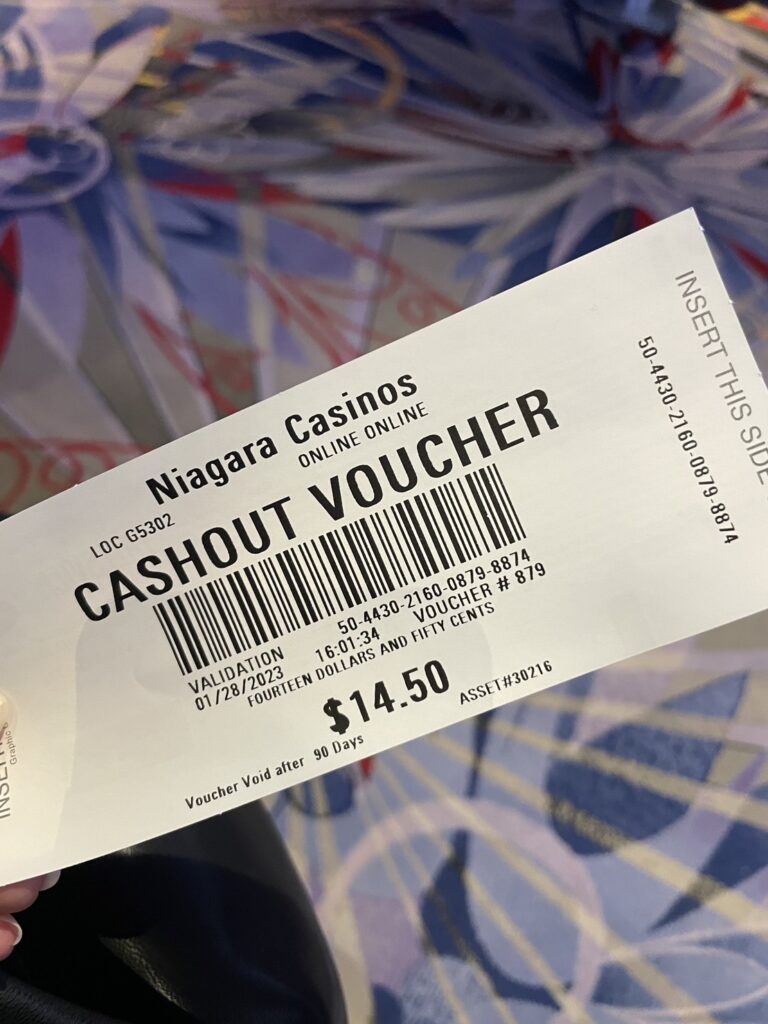 Niagara Casinos
ONLINE ONLINE
LOC G5302
CASHOUT VOUCHER
VALIDATION 50-4430-2160-0879-8874
01/28/2023 16:01:34 VOUCHER # 879
FOURTEEN DOLLARS AND FIFTY CENTS
$14.50 ASSET#30216
Voucher Void after 90 Days
INSERT THIS SIDE
50-4430-2160-0879-8874
Graphic